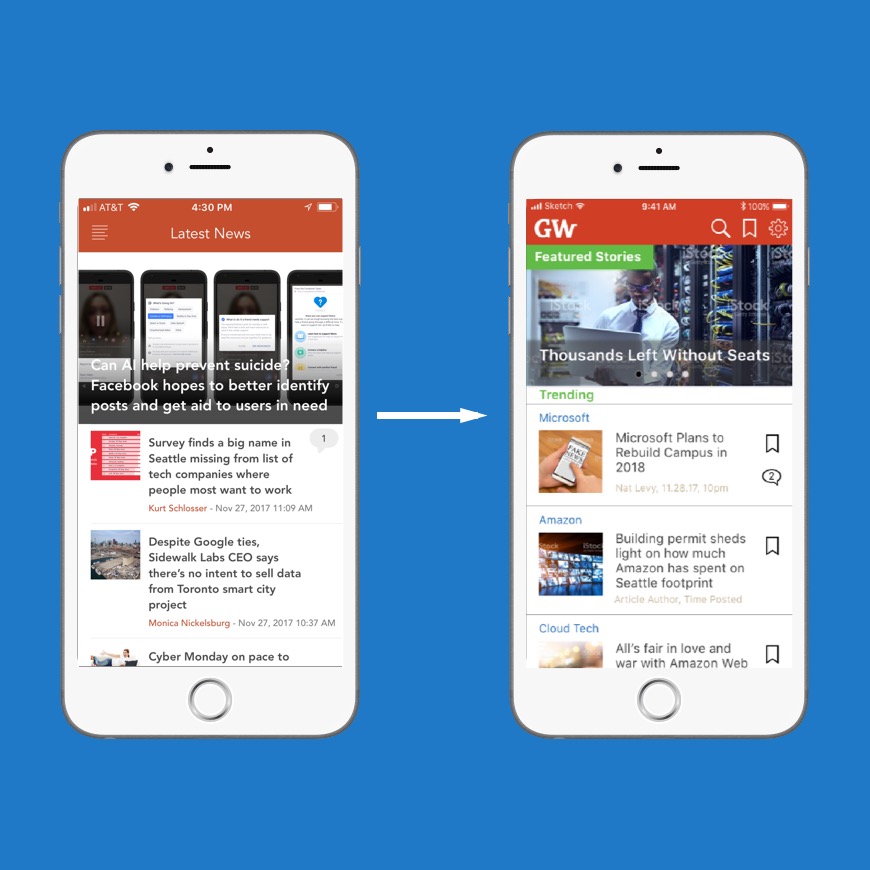 AT&T 4:30 PM
Latest News
Can AI help prevent suicide?
Facebook hopes to better identify
posts and get aid to users in need
Survey finds a big name in
Seattle missing from list of
tech companies where
people most want to work
1
Kurt Schlosser - Nov 27, 2017 11:09 AM
Despite Google ties,
Sidewalk Labs CEO says
there's no intent to sell data
from Toronto smart city
project
Monica Nickelsburg - Nov 27, 2017 10:37 AM
Cyber Monday on pace to
Sketch 9:41 AM 100%
GW
Featured Stories
iStock
iStock
Thousands Left Without Seats
Trending
Microsoft
FAKE NEWS
Microsoft Plans to
Rebuild Campus in
2018
2
Nat Levy, 11.28.17, 10pm
Amazon
iStock
Building permit sheds
light on how much
Amazon has spent on
Seattle footprint
Article Author, Time Posted
Cloud Tech
All's fair in love and
war with Amazon Web